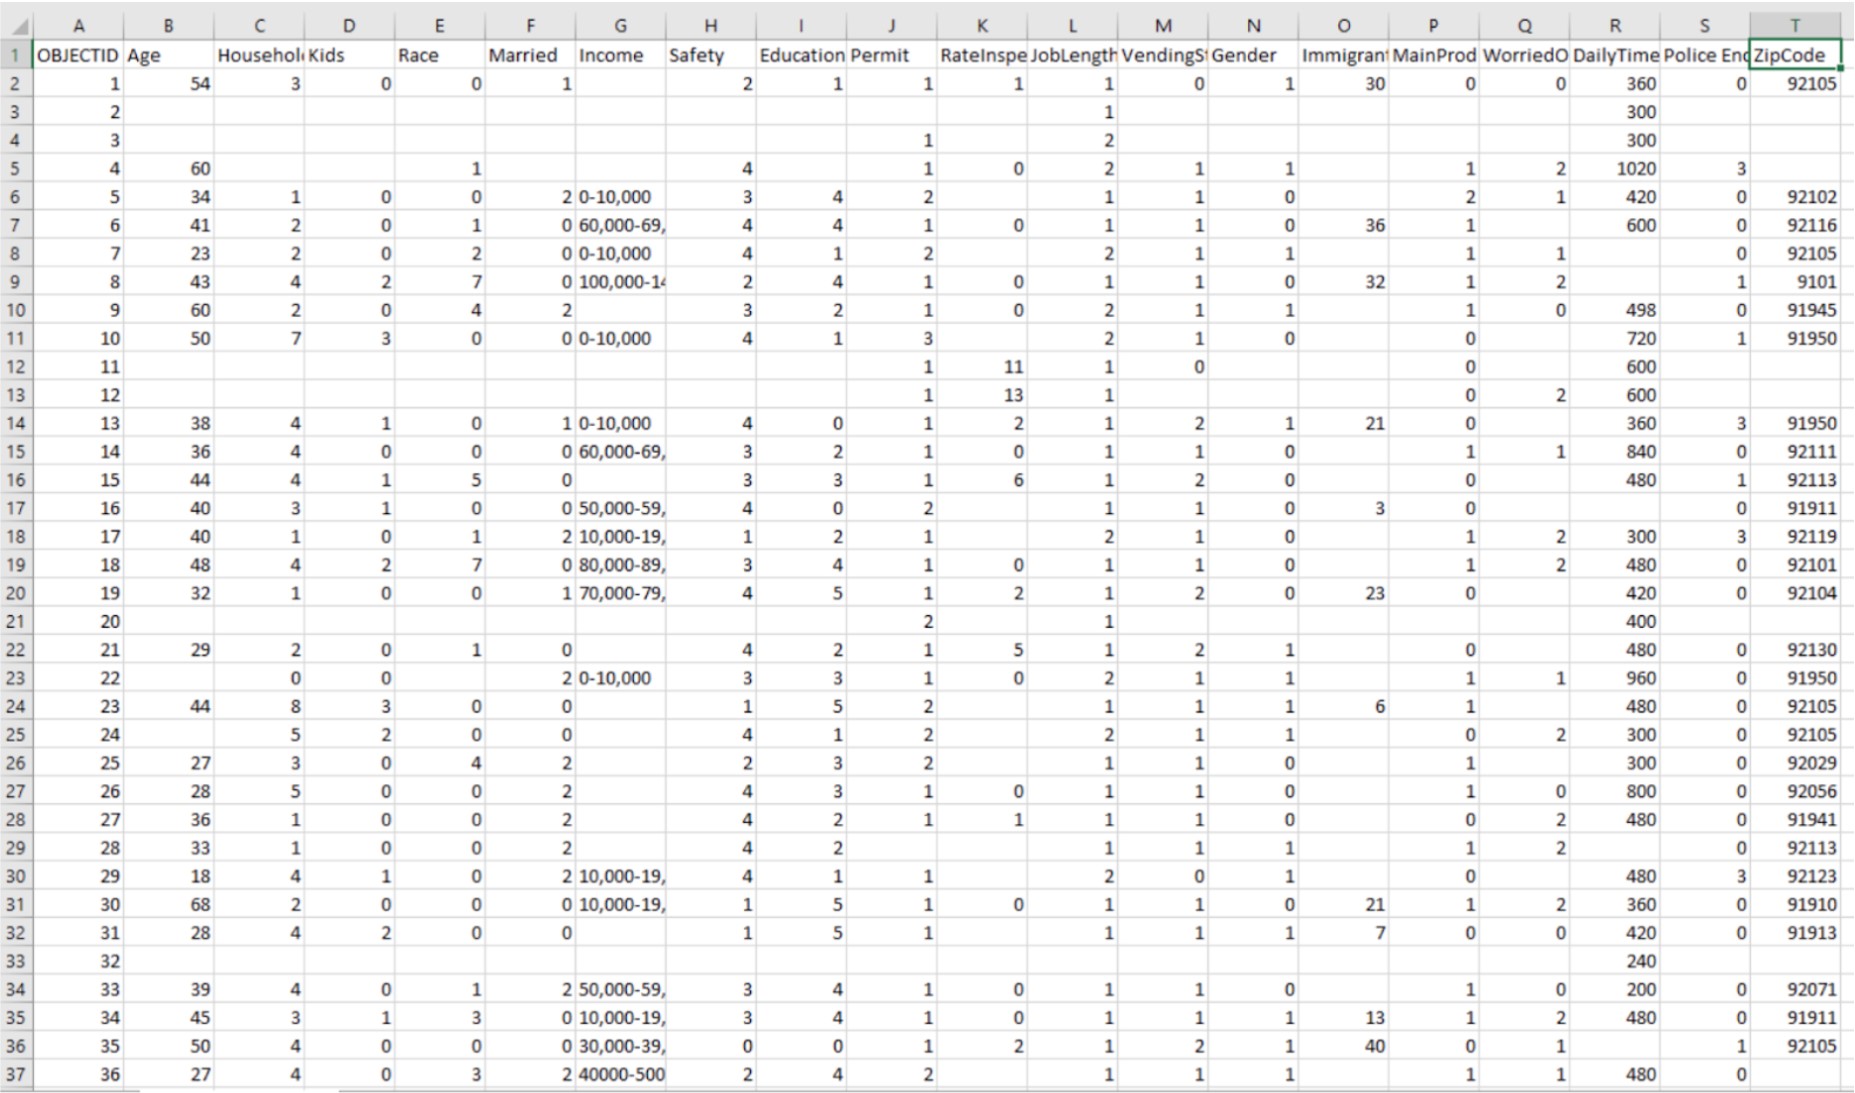 A B C D E F G H I J K L M N O P Q R S T
1 OBJECTID Age Househol Kids Race Married Income Safety Education Permit RateInspe JobLength VendingS Gender Immigran MainProd WorriedO DailyTime Police End ZipCode
2 1 54 3 0 0 1 2 1 1 1 1 0 1 30 0 0 360 0 92105
3 2 1 300
4 3 1 2 300
5 4 60 1 4 1 0 2 1 1 1 2 1020 3
6 5 34 1 0 0 2 0-10,000 3 4 2 1 1 0 2 1 420 0 92102
7 6 41 2 0 1 0 60,000-69, 4 4 1 0 1 1 0 36 1 600 0 92116
8 7 23 2 0 2 0 0-10,000 4 1 2 2 1 1 1 1 0 92105
9 8 43 4 2 7 0 100,000-14 2 4 1 0 1 1 0 32 1 2 1 9101
10 9 60 2 0 4 2 3 2 1 0 2 1 1 1 0 498 0 91945
11 10 50 7 3 0 0 0-10,000 4 1 3 2 1 0 0 720 1 91950
12 11 1 11 1 0 0 600
13 12 1 13 1 0 2 600
14 13 38 4 1 0 1 0-10,000 4 0 1 2 1 2 1 21 0 360 3 91950
15 14 36 4 0 0 0 60,000-69, 3 2 1 0 1 1 0 1 1 840 0 92111
16 15 44 4 1 5 0 3 3 1 6 1 2 0 0 480 1 92113
17 16 40 3 1 0 0 50,000-59, 4 0 2 1 1 0 3 0 0 91911
18 17 40 1 0 1 2 10,000-19, 1 2 1 2 1 0 1 2 300 3 92119
19 18 48 4 2 7 0 80,000-89, 3 4 1 0 1 1 0 1 2 480 0 92101
20 19 32 1 0 0 1 70,000-79, 4 5 1 2 1 2 0 23 0 420 0 92104
21 20 2 1 400
22 21 29 2 0 1 0 4 2 1 5 1 2 1 0 480 0 92130
23 22 0 0 2 0-10,000 3 3 1 0 2 1 1 1 1 960 0 91950
24 23 44 8 3 0 0 1 5 2 1 1 1 6 1 480 0 92105
25 24 5 2 0 0 4 1 2 2 1 1 0 2 300 0 92105
26 25 27 3 0 4 2 2 3 2 1 1 0 1 300 0 92029
27 26 28 5 0 0 2 4 3 1 0 1 1 0 1 0 800 0 92056
28 27 36 1 0 0 2 4 2 1 1 1 1 0 0 2 480 0 91941
29 28 33 1 0 0 2 4 2 1 1 1 1 2 0 92113
30 29 18 4 1 0 2 10,000-19, 4 1 1 2 0 1 0 480 3 92123
31 30 68 2 0 0 0 10,000-19, 1 5 1 0 1 1 0 21 1 2 360 0 91910
32 31 28 4 2 0 0 1 5 1 1 1 1 7 0 0 420 0 91913
33 32 240
34 33 39 4 0 1 2 50,000-59, 3 4 1 0 1 1 0 1 0 200 0 92071
35 34 45 3 1 3 0 10,000-19, 3 4 1 0 1 1 1 13 1 2 480 0 91911
36 35 50 4 0 0 0 30,000-39, 0 0 1 2 1 2 1 40 0 1 1 92105
37 36 27 4 0 3 2 40000-500 2 4 2 1 1 1 1 1 480 0